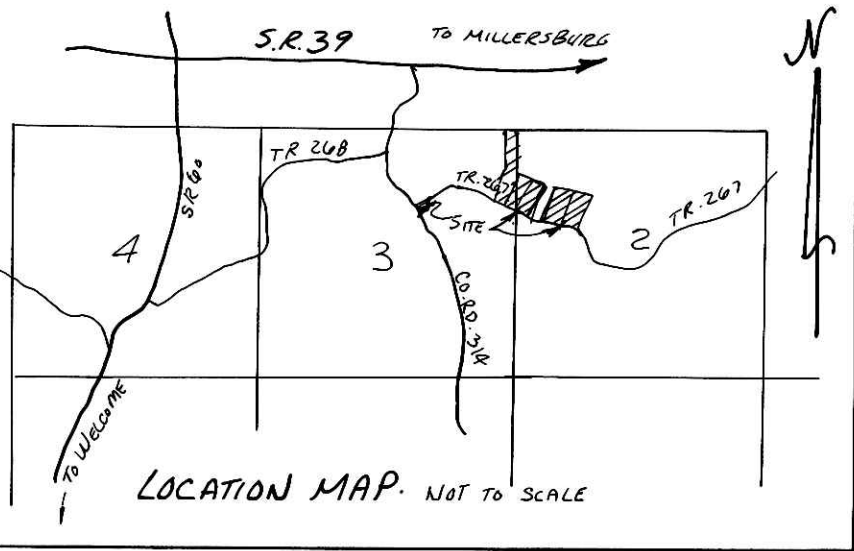 S.R. 39
TO MILLERSBURG
N
TR 268
SR 60
TR. 267
SITE
TR. 267
4
3
2
CO. RD. 314
TO WELCOME
LOCATION MAP. NOT TO SCALE